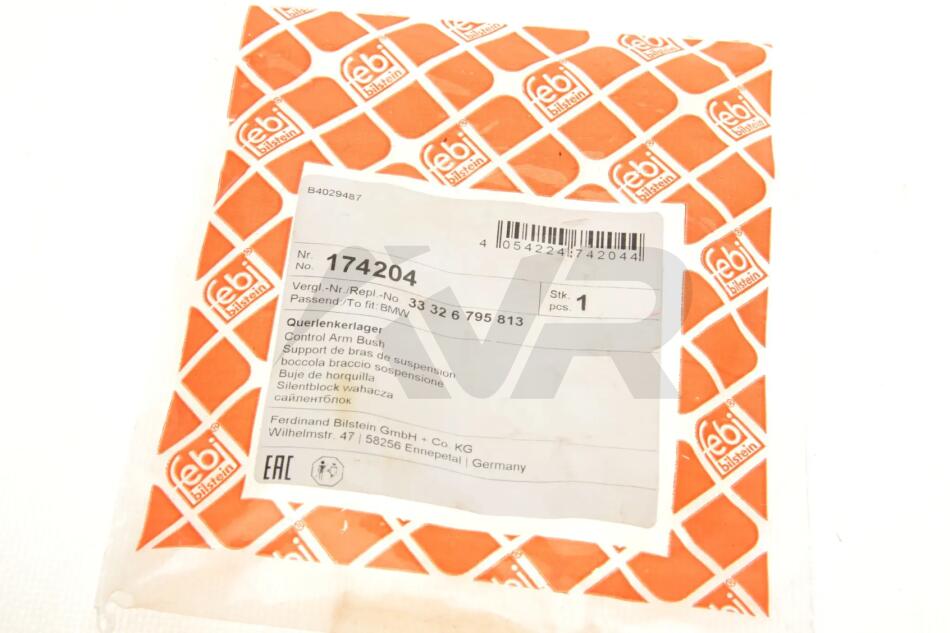 febi
bilstein
B4029487
4 054224 742044
Nr.
No. 174204
Vergl.-Nr./Repl.-No 33 32 6 795 813
Passend:/To fit: BMW
Stk.
pcs. 1
Querlenkerlager
Control Arm Bush
Support de bras de suspension
boccola braccio sospensione
Buje de horquilla
Silentblock wahacza
сайлентблок
Ferdinand Bilstein GmbH + Co. KG
Wilhelmstr. 47 | 58256 Ennepetal | Germany
EAC
AVR